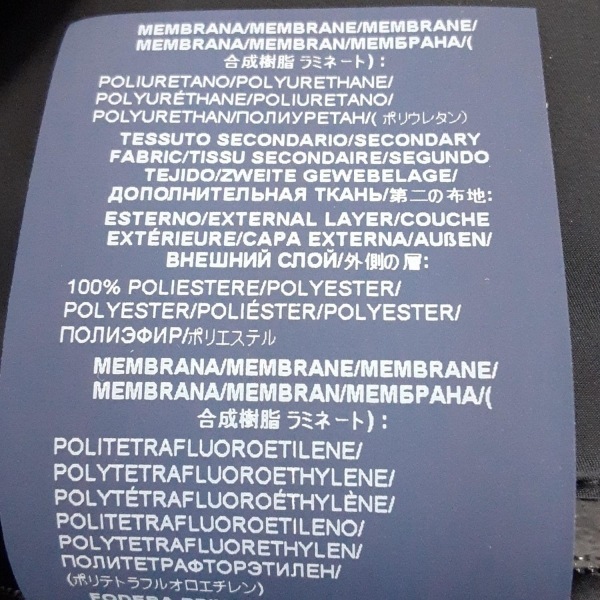 MEMBRANA/MEMBRANE/MEMBRANE/
MEMBRANA/MEMBRAN/МЕМБРАНА/(
合成樹脂 ラミネート):
POLIURETANO/POLYURETHANE/
POLYURÉTHANE/POLIURETANO/
POLYURETHAN/ПОЛИУРЕТАН/( ポリウレタン)
TESSUTO SECONDARIO/SECONDARY
FABRIC/TISSU SECONDAIRE/SEGUNDO
TEJIDO/ZWEITE GEWEBELAGE/
ДОПОЛНИТЕЛЬНАЯ ТКАНЬ/第二の布地:
ESTERNO/EXTERNAL LAYER/COUCHE
EXTÉRIEURE/CAPA EXTERNA/AUßEN/
ВНЕШНИЙ СЛОЙ/外側の層:
100% POLIESTERE/POLYESTER/
POLYESTER/POLIÉSTER/POLYESTER/
ПОЛИЭФИР/ポリエステル
MEMBRANA/MEMBRANE/MEMBRANE/
MEMBRANA/MEMBRAN/МЕМБРАНА/(
合成樹脂 ラミネート):
POLITETRAFLUOROETILENE/
POLYTETRAFLUOROETHYLENE/
POLYTÉTRAFLUOROÉTHYLÈNE/
POLITETRAFLUOROETILENO/
POLYTETRAFLUORETHYLEN/
ПОЛИТЕТРАФТОРЭТИЛЕН/
(ポリテトラフルオロエチレン)
FODERA